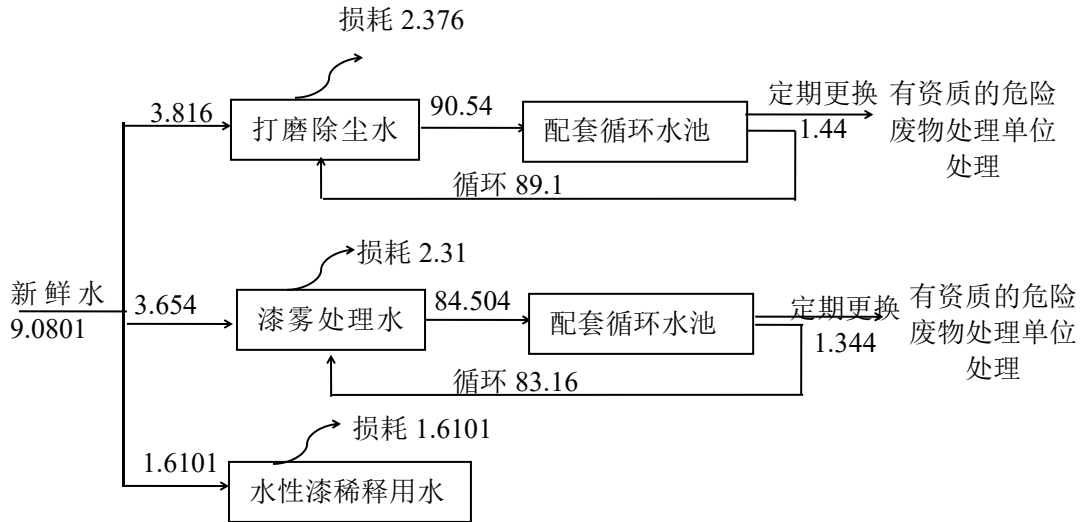 损耗 2.376
3.816
打磨除尘水
90.54
配套循环水池
定期更换
1.44
有资质的危险
废物处理单位
处理
循环 89.1
新鲜水
9.0801
损耗 2.31
3.654
漆雾处理水
84.504
配套循环水池
定期更换
1.344
有资质的危险
废物处理单位
处理
循环 83.16
损耗 1.6101
1.6101
水性漆稀释用水